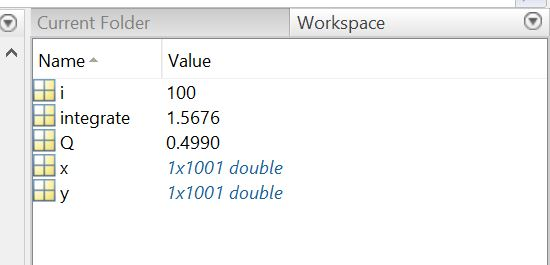 Current Folder Workspace
Name Value
i 100
integrate 1.5676
Q 0.4990
x 1x1001 double
y 1x1001 double